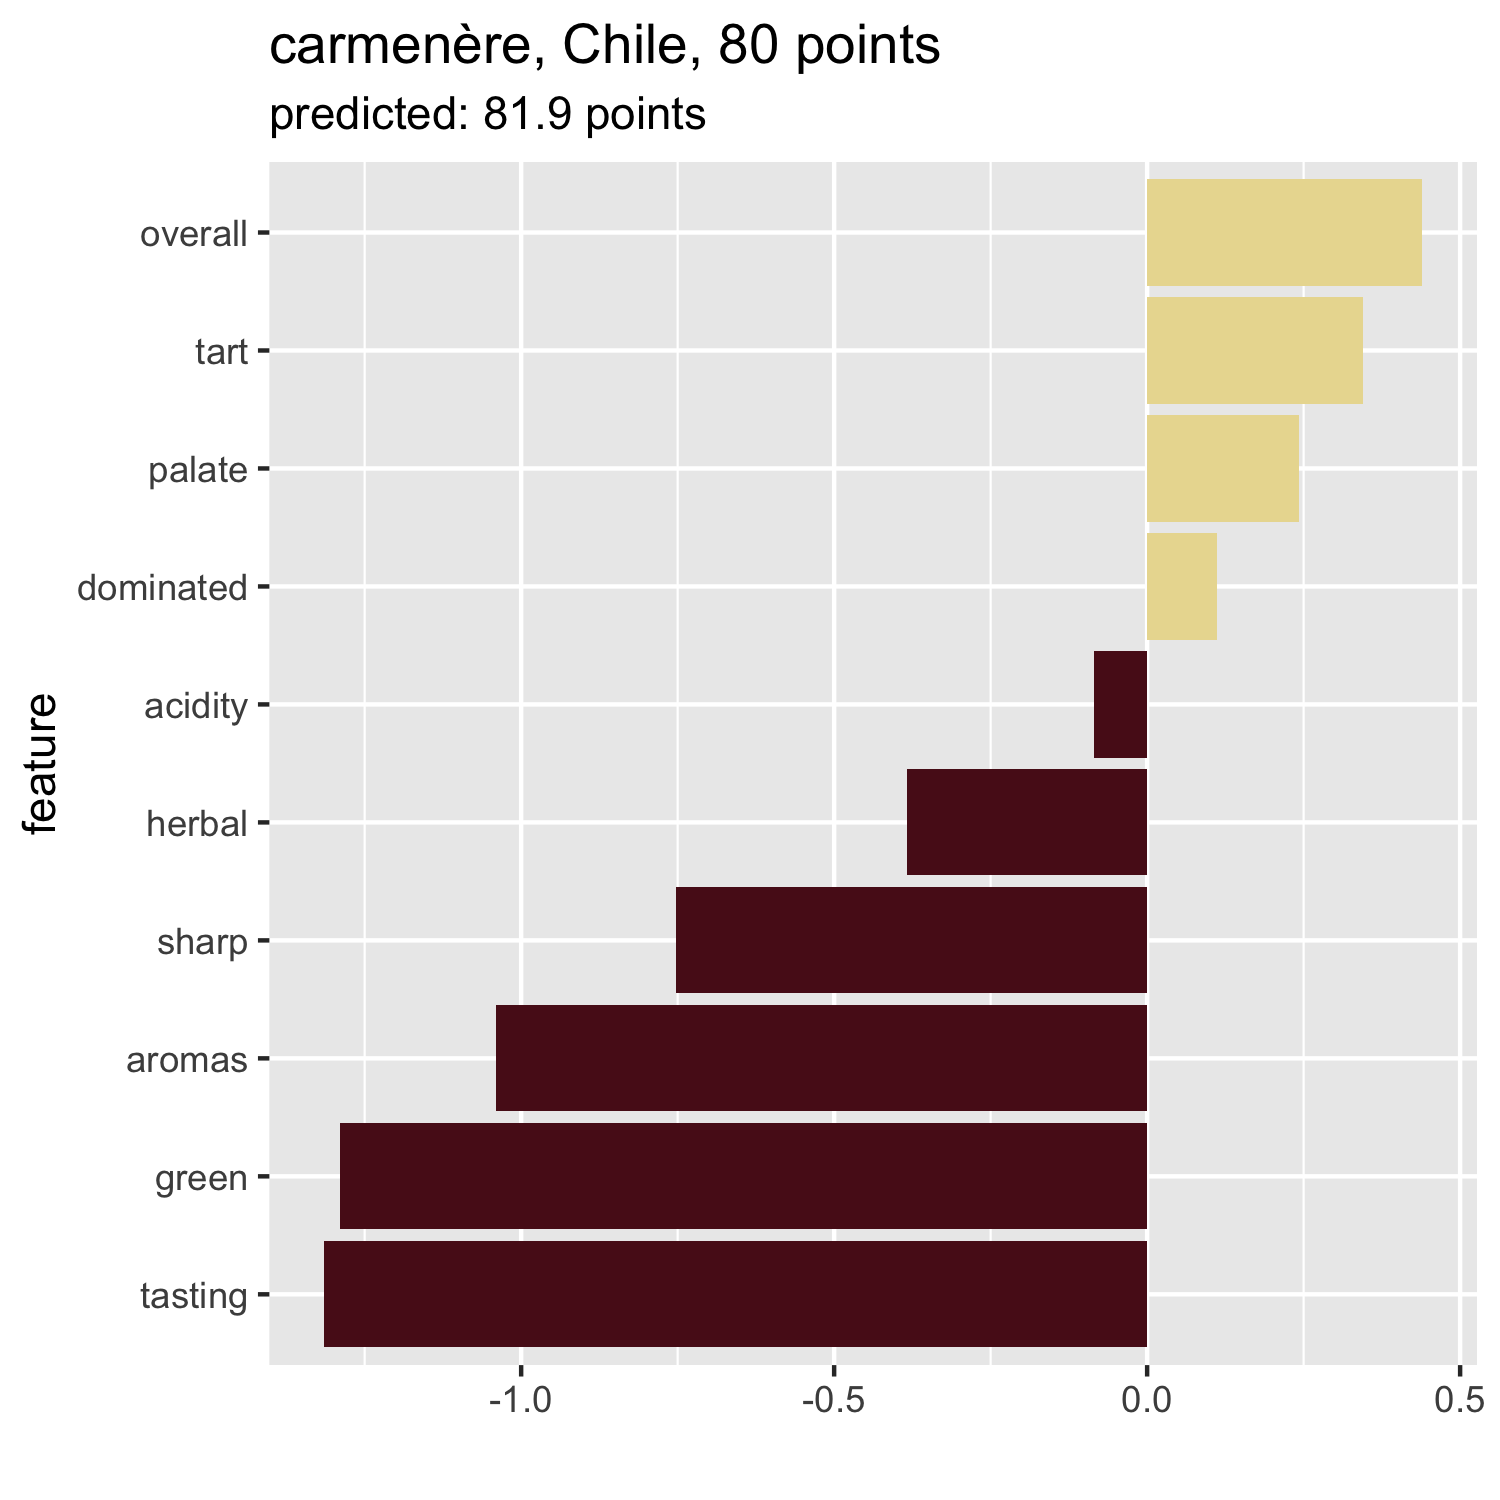 carmenère, Chile, 80 points
predicted: 81.9 points
overall
tart
palate
dominated
acidity
herbal
sharp
aromas
green
tasting
feature
-1.0
-0.5
0.0
0.5